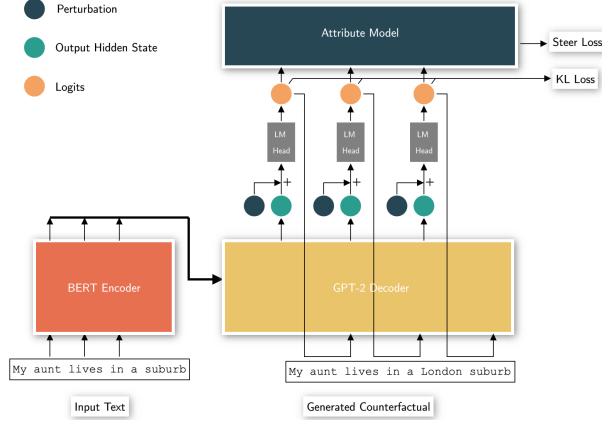 Perturbation
Output Hidden State
Logits
Attribute Model
Steer Loss
KL Loss
LM
Head
LM
Head
LM
Head
+
+
+
BERT Encoder
GPT-2 Decoder
My aunt lives in a suburb
My aunt lives in a London suburb
Input Text
Generated Counterfactual